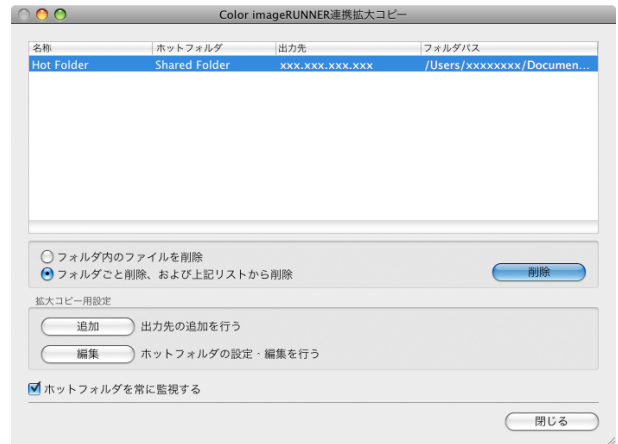 Color imageRUNNER連携拡大コピー
名称 ホットフォルダ 出力先 フォルダパス
Hot Folder Shared Folder xxx.xxx.xxx.xxx /Users/xxxxxxxx/Documen...
フォルダ内のファイルを削除
フォルダごと削除、および上記リストから削除 削除
拡大コピー用設定
追加 出力先の追加を行う
編集 ホットフォルダの設定・編集を行う
ホットフォルダを常に監視する
閉じる